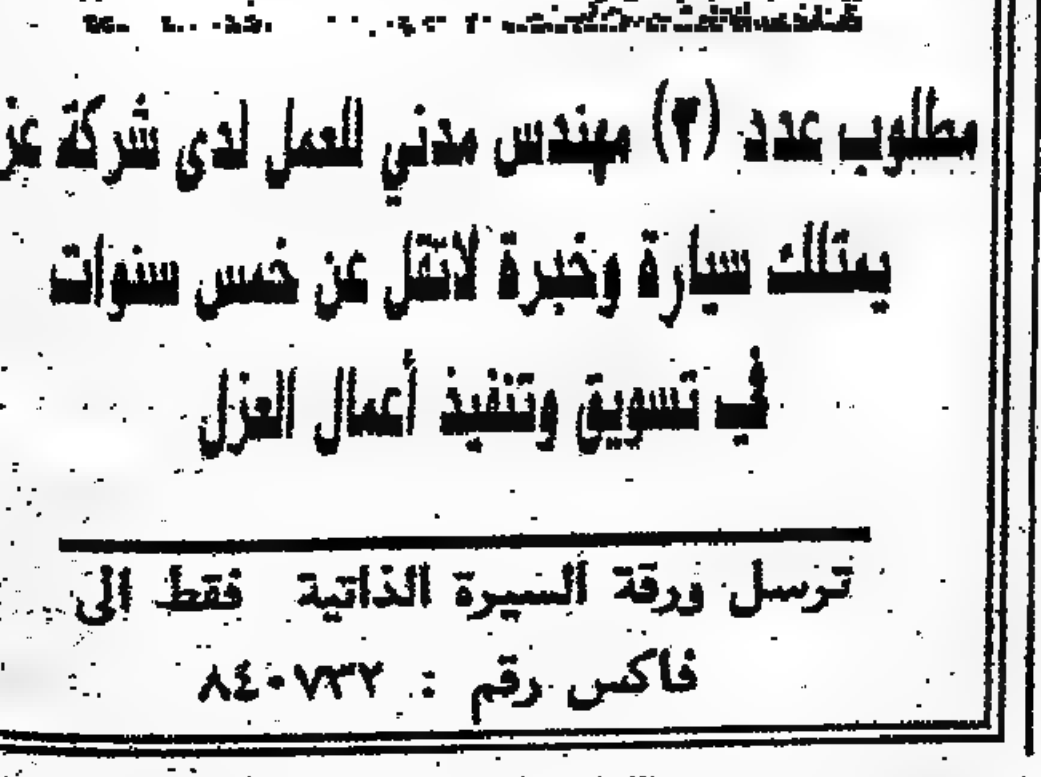 مطلوب عدد (٣) مهندس مدني للعمل لدى شركة
يمتلك سيارة وخبرة لاتقل عن خمس سنوات
في تسويق وتنفيذ أعمال العزل
ترسل ورقة السيرة الذاتية فقط الى
فاكس رقم : ٨٤٠٧٣٢